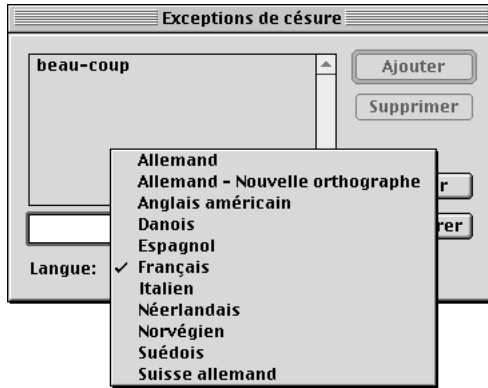 Exceptions de césure
beau-coup
Ajouter
Supprimer
Allemand
Allemand - Nouvelle orthographe
Anglais américain
Danois
Espagnol
Langue: ✓ Français
Italien
Néerlandais
Norvégien
Suédois
Suisse allemand